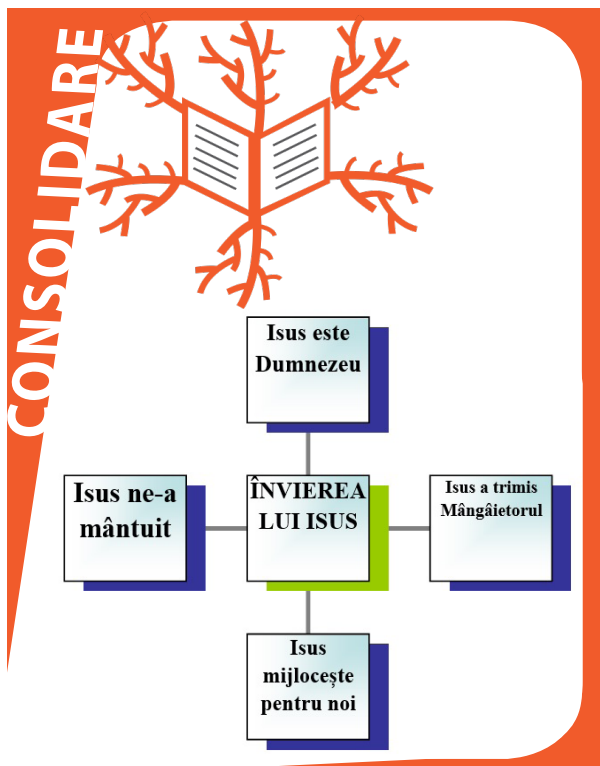 CONSOLIDARE
Isus este
Dumnezeu
Isus ne-a
mântuit
ÎNVIEREA
LUI ISUS
Isus a trimis
Mângâietorul
Isus
mijlocește
pentru noi